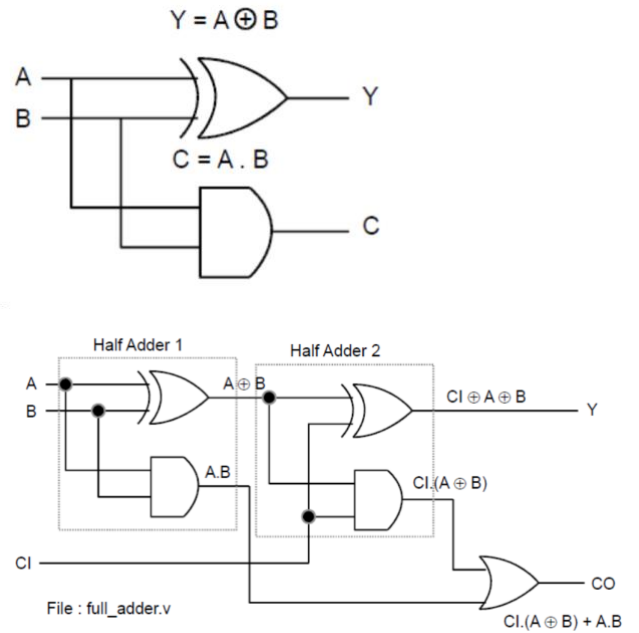 Y = A ⊕ B
A
Y
B
C = A . B
C
Half Adder 1
Half Adder 2
A
A ⊕ B
CI ⊕ A ⊕ B
B
Y
A.B
CI.(A ⊕ B)
CI
CO
File : full_adder.v
CI.(A ⊕ B) + A.B